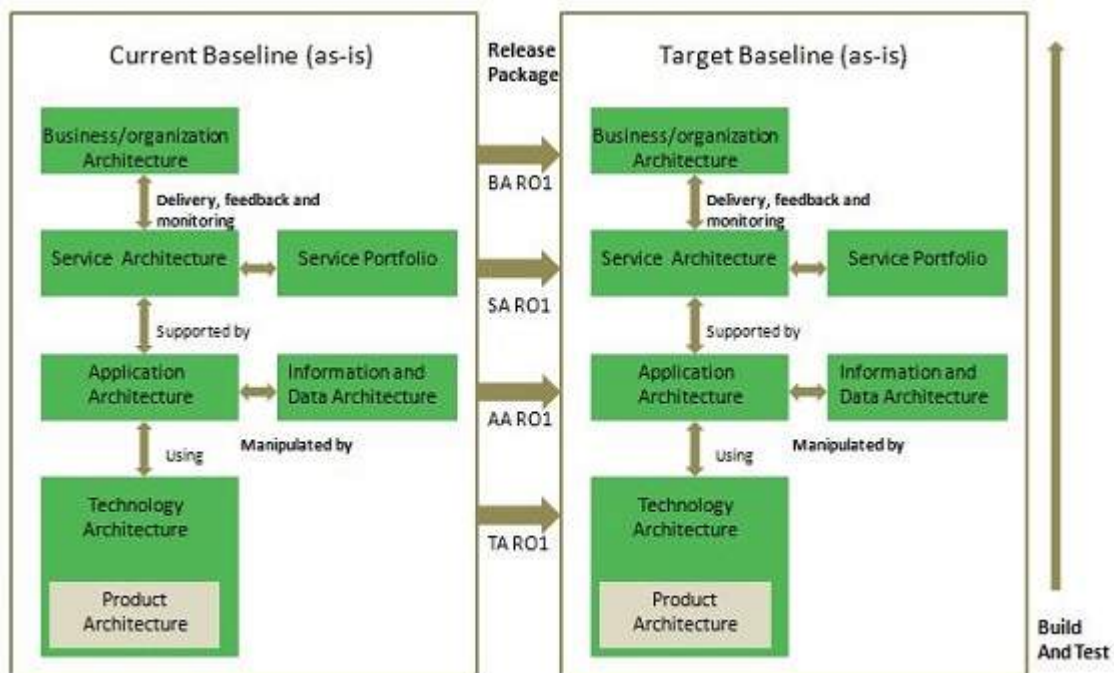 Current Baseline (as-is)
Business/organization
Architecture
Delivery, feedback and
monitoring
Service Architecture
Service Portfolio
Supported by
Application
Architecture
Information and
Data Architecture
Using
Manipulated by
Technology
Architecture
Product
Architecture
Release
Package
BA RO1
SA RO1
AA RO1
TA RO1
Target Baseline (as-is)
Business/organization
Architecture
Delivery, feedback and
monitoring
Service Architecture
Service Portfolio
Supported by
Application
Architecture
Information and
Data Architecture
Using
Manipulated by
Technology
Architecture
Product
Architecture
Build
And Test